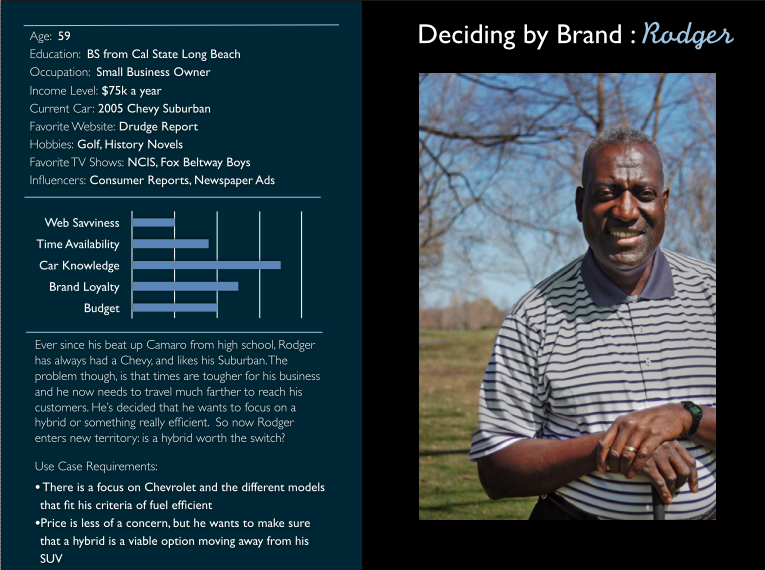 Deciding by Brand : Rodger
Age: 59
Education: BS from Cal State Long Beach
Occupation: Small Business Owner
Income Level: $75k a year
Current Car: 2005 Chevy Suburban
Favorite Website: Drudge Report
Hobbies: Golf, History Novels
Favorite TV Shows: NCIS, Fox Beltway Boys
Influencers: Consumer Reports, Newspaper Ads
Web Savviness
Time Availability
Car Knowledge
Brand Loyalty
Budget
Ever since his beat up Camaro from high school, Rodger
has always had a Chevy, and likes his Suburban. The
problem though, is that times are tougher for his business
and he now needs to travel much farther to reach his
customers. He's decided that he wants to focus on a
hybrid or something really efficient. So now Rodger
enters new territory: is a hybrid worth the switch?
Use Case Requirements:
• There is a focus on Chevrolet and the different models
that fit his criteria of fuel efficient
•Price is less of a concern, but he wants to make sure
that a hybrid is a viable option moving away from his
SUV